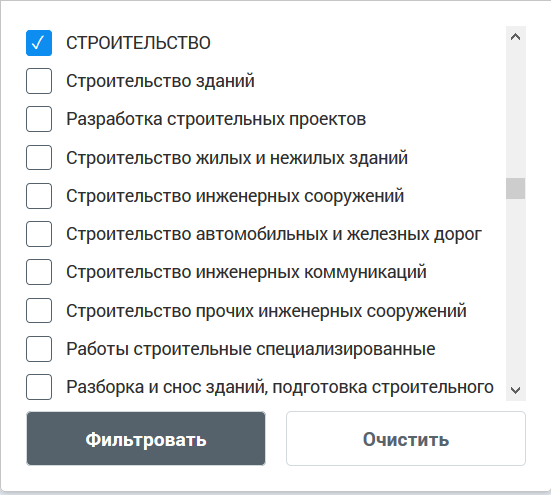 СТРОИТЕЛЬСТВО
Строительство зданий
Разработка строительных проектов
Строительство жилых и нежилых зданий
Строительство инженерных сооружений
Строительство автомобильных и железных дорог
Строительство инженерных коммуникаций
Строительство прочих инженерных сооружений
Работы строительные специализированные
Разборка и снос зданий, подготовка строительного
Фильтровать
Очистить